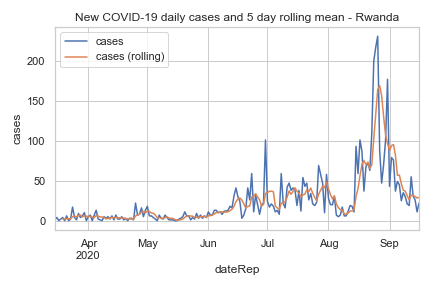 New COVID-19 daily cases and 5 day rolling mean - Rwanda
cases
cases (rolling)
cases
200
150
100
50
0
Apr
2020
May
Jun
Jul
Aug
Sep
dateRep